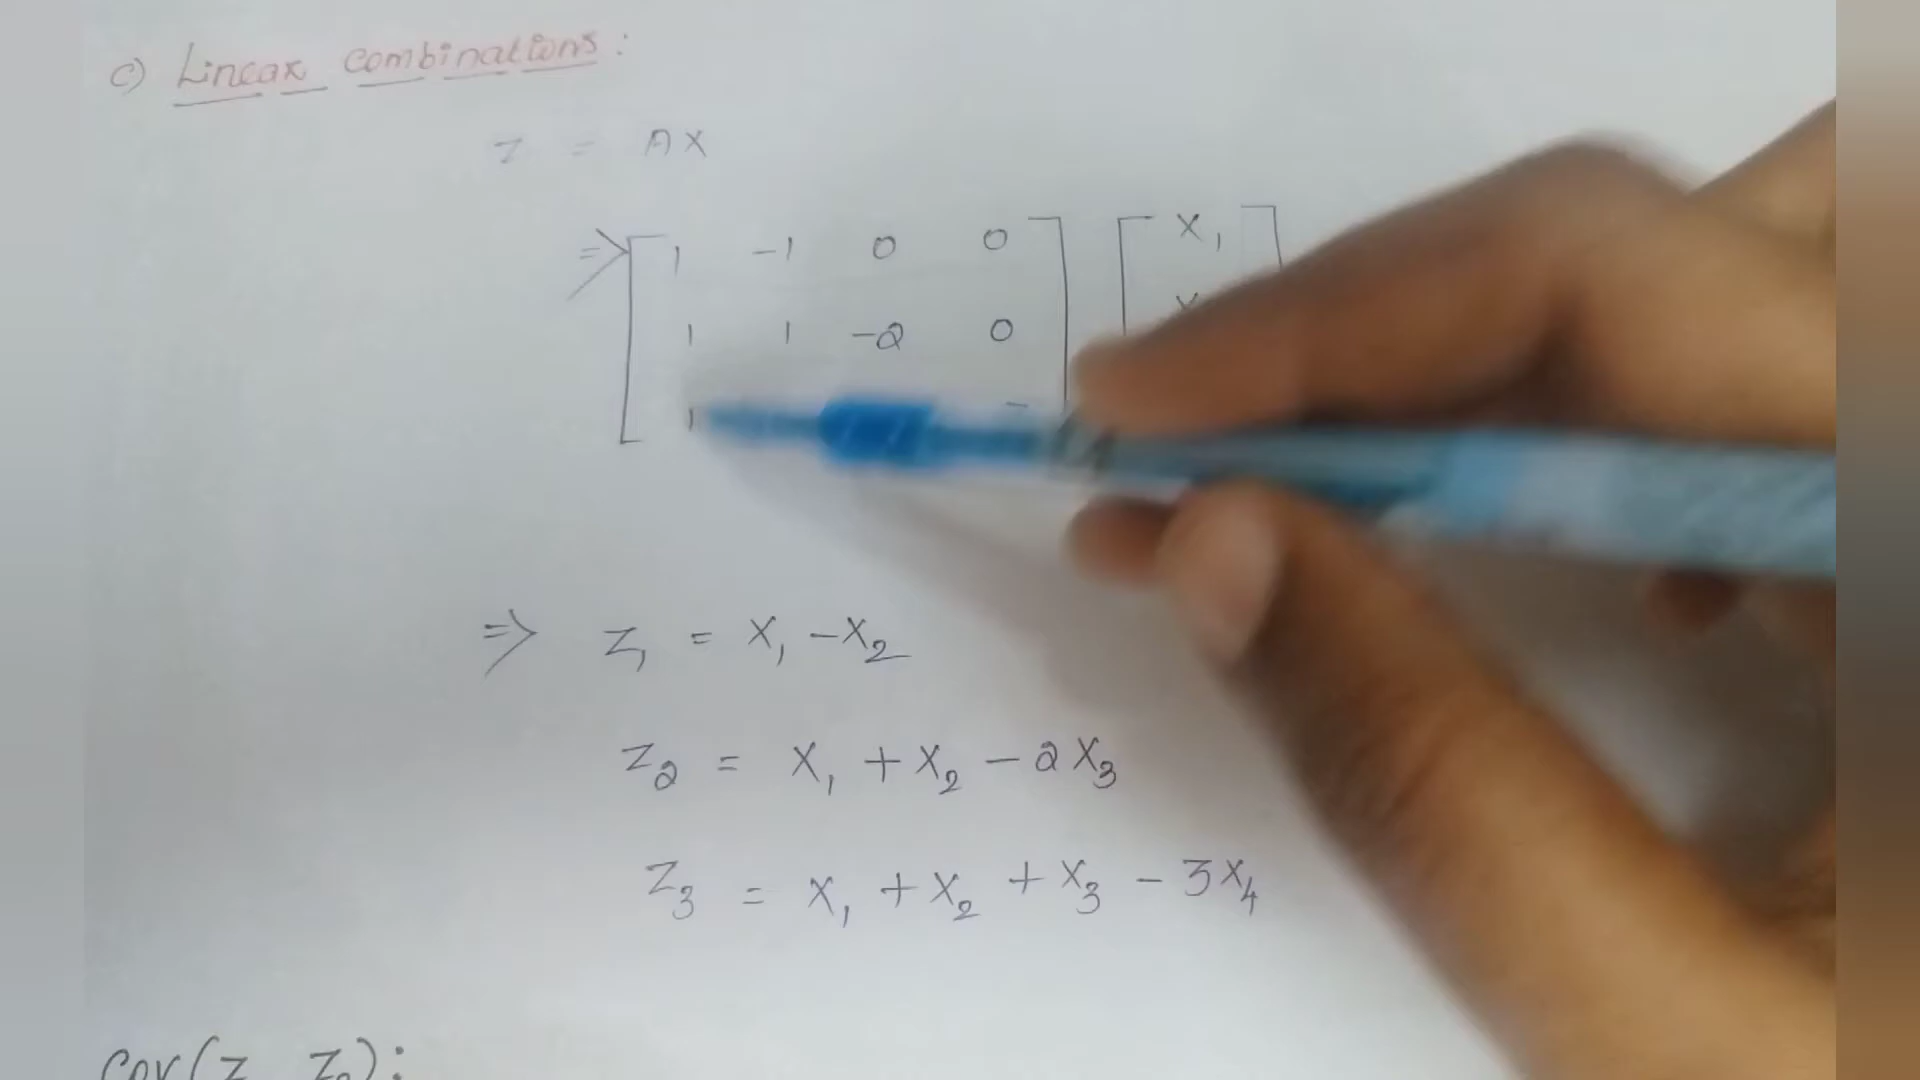 c) Linear combinations:
Z = AX
=> [ 1 -1 0 0 ] [ X₁ ]
1 1 -2 0
1
=> Z₁ = X₁ - X₂
Z₂ = X₁ + X₂ - 2X₃
Z₃ = X₁ + X₂ + X₃ - 3X₄